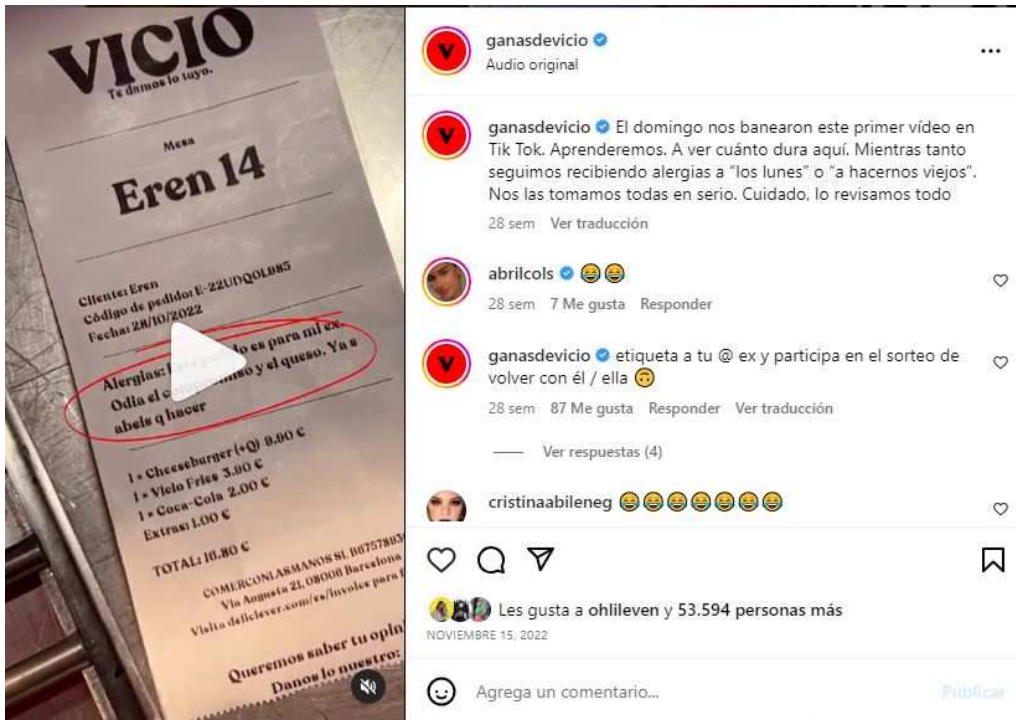 VICIO
Te damos lo tuyo.
Mesa
Eren 14
Cliente: Eren
Código de pedido: E-22UDQOLB85
Fecha: 28/10/2022
Alergias: pedido es para mi ex.
Odia el compromiso y el queso. Ya s
abeis q hacer
1 x Cheeseburger (+Q) 9.90 €
1 x Vicio Fries 3.90 €
1 x Coca-Cola 2.00 €
Extras: 1.00 €
TOTAL: 16.80 €
COMERCONLASMANOS SL B6757893
Via Augusta 21, 08006 Barcelona
Visita deliclever.com/es/invoice para
Queremos saber tu opin
Danos lo nuestro:
ganasdevicio
Audio original
ganasdevicio El domingo nos banearon este primer vídeo en
Tik Tok. Aprenderemos. A ver cuánto dura aquí. Mientras tanto
seguimos recibiendo alergias a “los lunes” o “a hacernos viejos”.
Nos las tomamos todas en serio. Cuidado, lo revisamos todo
28 sem Ver traducción
abrilcols 😂😂
28 sem 7 Me gusta Responder
ganasdevicio etiqueta a tu @ ex y participa en el sorteo de
volver con él / ella 🙃
28 sem 87 Me gusta Responder Ver traducción
Ver respuestas (4)
cristinaabileneg 😂😂😂😂😂😂😂
Les gusta a ohlileven y 53.594 personas más
NOVIEMBRE 15, 2022
Agrega un comentario...
Publicar